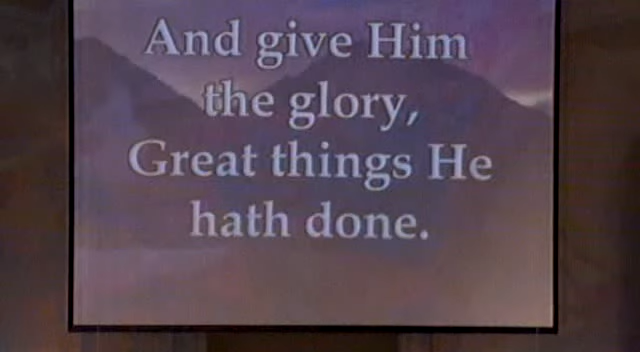 And give Him
the glory,
Great things He
hath done.